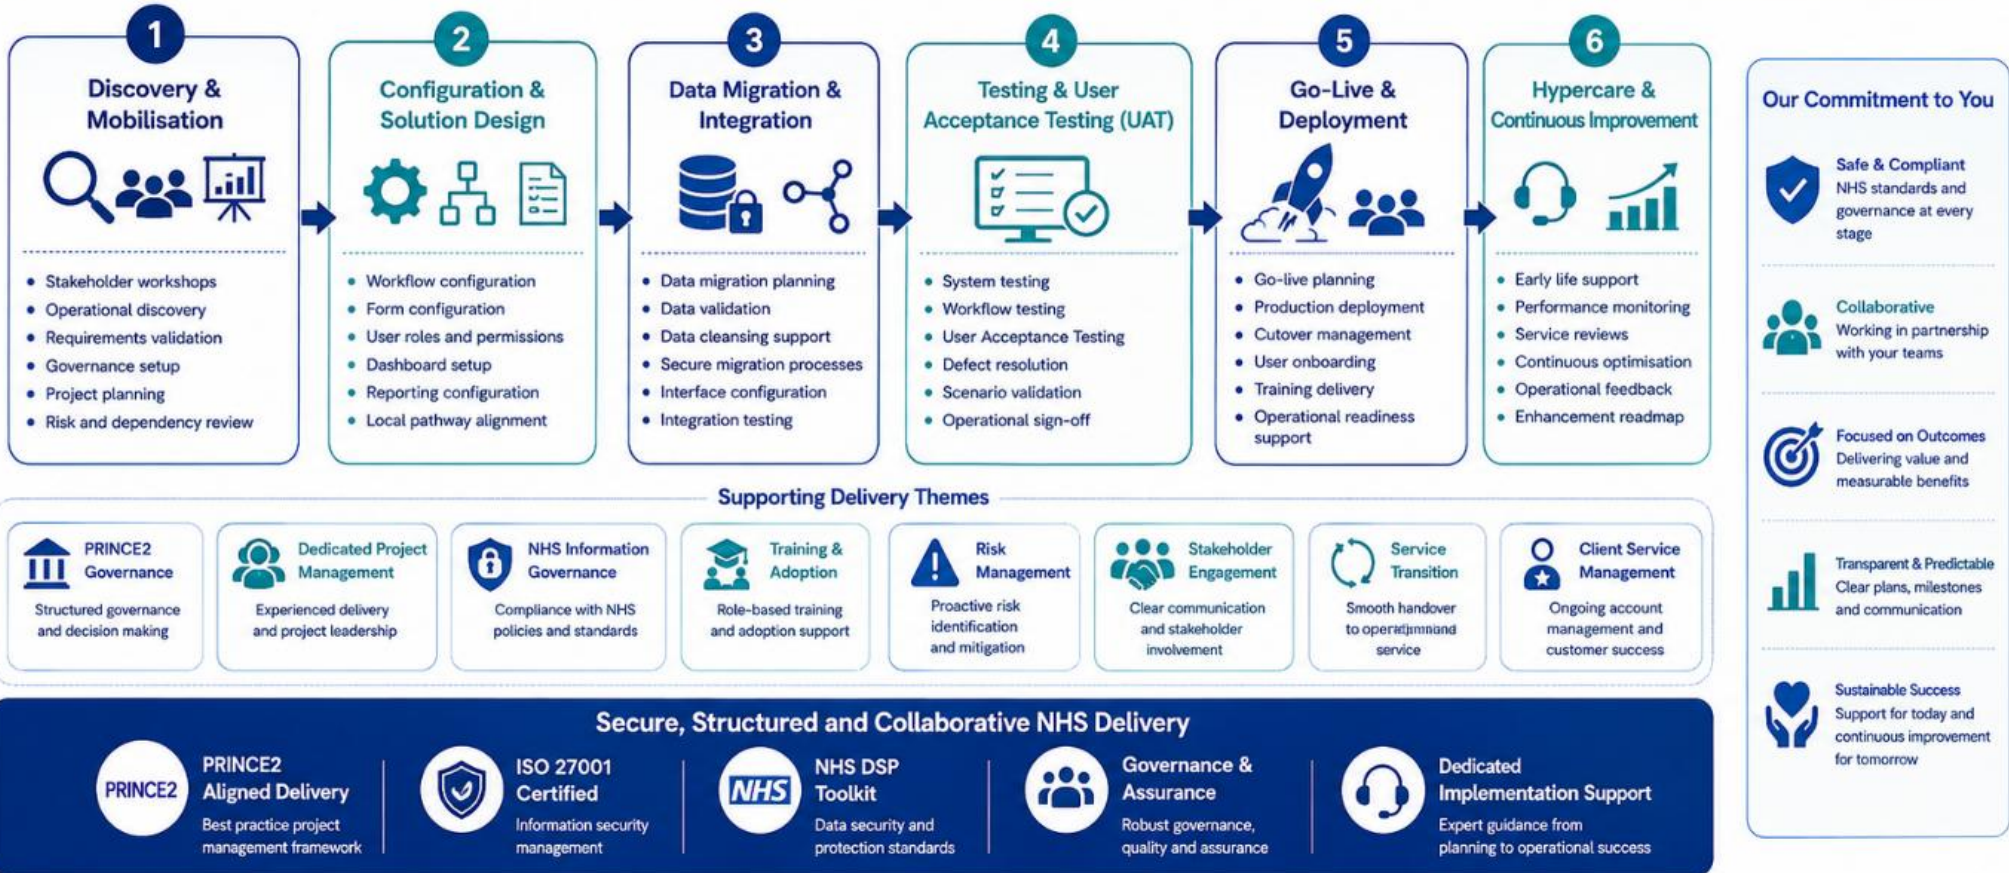 1
Discovery &
Mobilisation
• Stakeholder workshops
• Operational discovery
• Requirements validation
• Governance setup
• Project planning
• Risk and dependency review
2
Configuration &
Solution Design
• Workflow configuration
• Form configuration
• User roles and permissions
• Dashboard setup
• Reporting configuration
• Local pathway alignment
3
Data Migration &
Integration
• Data migration planning
• Data validation
• Data cleansing support
• Secure migration processes
• Interface configuration
• Integration testing
4
Testing & User
Acceptance Testing (UAT)
• System testing
• Workflow testing
• User Acceptance Testing
• Defect resolution
• Scenario validation
• Operational sign-off
5
Go-Live &
Deployment
• Go-live planning
• Production deployment
• Cutover management
• User onboarding
• Training delivery
• Operational readiness
support
6
Hypercare &
Continuous Improvement
• Early life support
• Performance monitoring
• Service reviews
• Continuous optimisation
• Operational feedback
• Enhancement roadmap
Our Commitment to You
Safe & Compliant
NHS standards and
governance at every
stage
Collaborative
Working in partnership
with your teams
Focused on Outcomes
Delivering value and
measurable benefits
Transparent & Predictable
Clear plans, milestones
and communication
Sustainable Success
Support for today and
continuous improvement
for tomorrow
Supporting Delivery Themes
PRINCE2
Governance
Structured governance
and decision making
Dedicated Project
Management
Experienced delivery
and project leadership
NHS Information
Governance
Compliance with NHS
policies and standards
Training &
Adoption
Role-based training
and adoption support
Risk
Management
Proactive risk
identification
and mitigation
Stakeholder
Engagement
Clear communication
and stakeholder
involvement
Service
Transition
Smooth handover
to
service
Client Service
Management
Ongoing account
management and
customer success
Secure, Structured and Collaborative NHS Delivery
PRINCE2
PRINCE2
Aligned Delivery
Best practice project
management framework
ISO 27001
Certified
Information security
management
NHS
NHS DSP
Toolkit
Data security and
protection standards
Governance &
Assurance
Robust governance,
quality and assurance
Dedicated
Implementation Support
Expert guidance from
planning to operational success